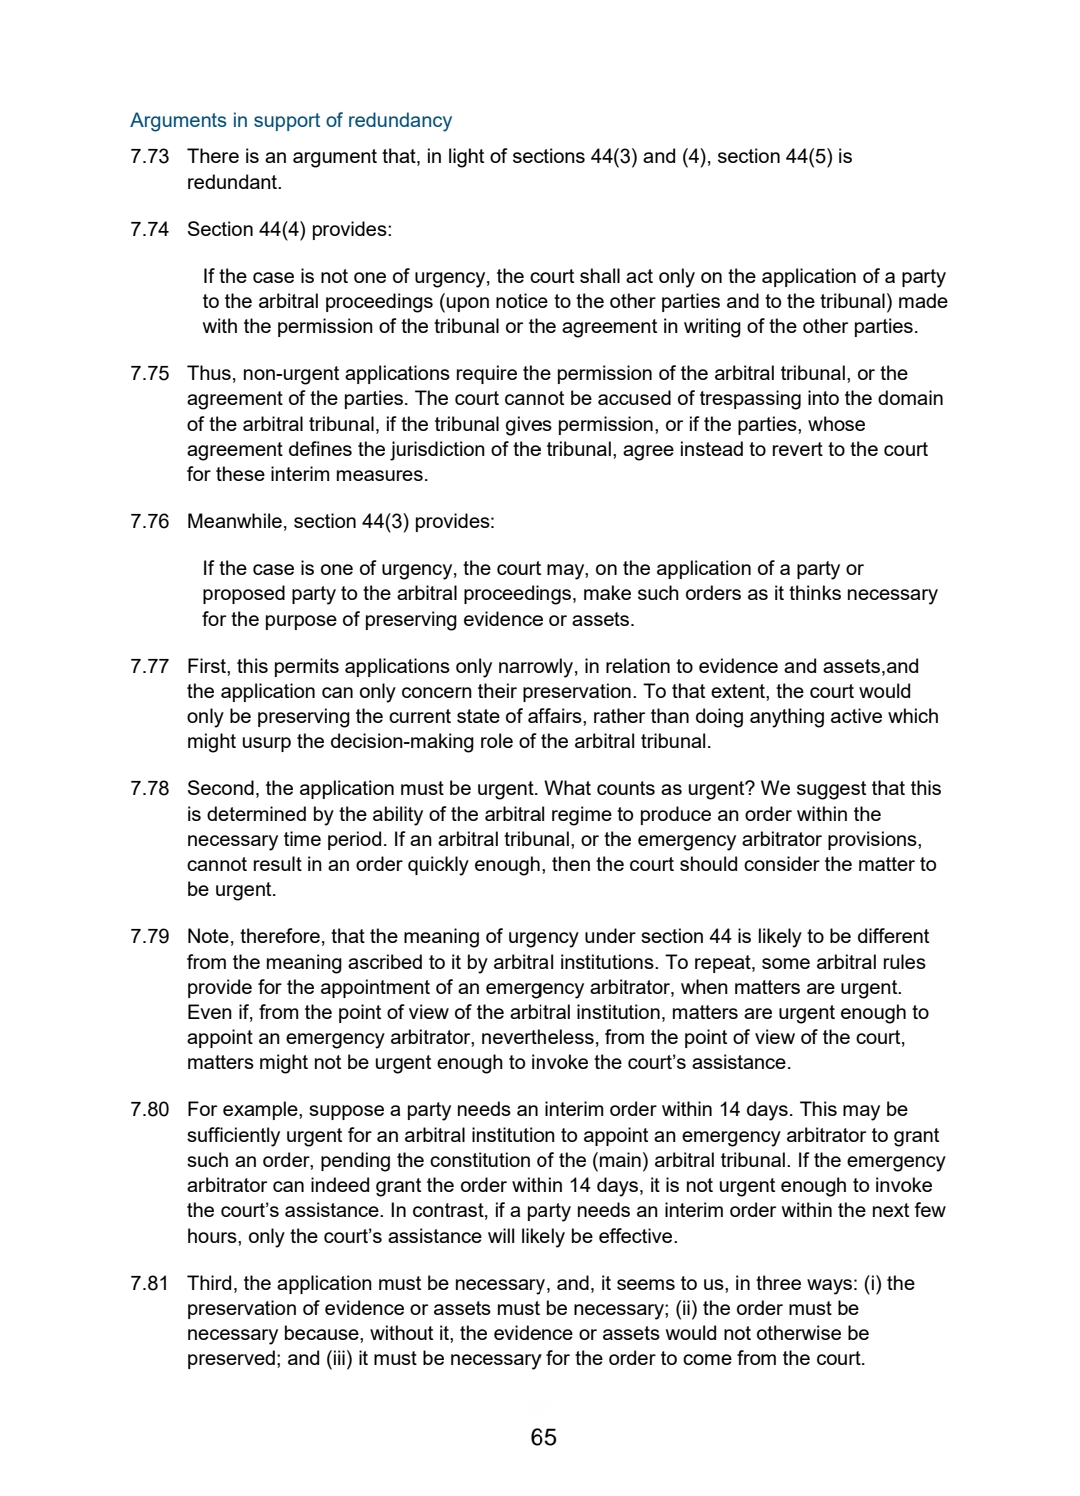 Arguments in support of redundancy
7.73 There is an argument that, in light of sections 44(3) and (4), section 44(5) is
redundant.
7.74 Section 44(4) provides:
If the case is not one of urgency, the court shall act only on the application of a party
to the arbitral proceedings (upon notice to the other parties and to the tribunal) made
with the permission of the tribunal or the agreement in writing of the other parties.
7.75 Thus, non-urgent applications require the permission of the arbitral tribunal, or the
agreement of the parties. The court cannot be accused of trespassing into the domain
of the arbitral tribunal, if the tribunal gives permission, or if the parties, whose
agreement defines the jurisdiction of the tribunal, agree instead to revert to the court
for these interim measures.
7.76 Meanwhile, section 44(3) provides:
If the case is one of urgency, the court may, on the application of a party or
proposed party to the arbitral proceedings, make such orders as it thinks necessary
for the purpose of preserving evidence or assets.
7.77 First, this permits applications only narrowly, in relation to evidence and assets,and
the application can only concern their preservation. To that extent, the court would
only be preserving the current state of affairs, rather than doing anything active which
might usurp the decision-making role of the arbitral tribunal.
7.78 Second, the application must be urgent. What counts as urgent? We suggest that this
is determined by the ability of the arbitral regime to produce an order within the
necessary time period. If an arbitral tribunal, or the emergency arbitrator provisions,
cannot result in an order quickly enough, then the court should consider the matter to
be urgent.
7.79 Note, therefore, that the meaning of urgency under section 44 is likely to be different
from the meaning ascribed to it by arbitral institutions. To repeat, some arbitral rules
provide for the appointment of an emergency arbitrator, when matters are urgent.
Even if, from the point of view of the arbitral institution, matters are urgent enough to
appoint an emergency arbitrator, nevertheless, from the point of view of the court,
matters might not be urgent enough to invoke the court's assistance.
7.80 For example, suppose a party needs an interim order within 14 days. This may be
sufficiently urgent for an arbitral institution to appoint an emergency arbitrator to grant
such an order, pending the constitution of the (main) arbitral tribunal. If the emergency
arbitrator can indeed grant the order within 14 days, it is not urgent enough to invoke
the court's assistance. In contrast, if a party needs an interim order within the next few
hours, only the court's assistance will likely be effective.
7.81 Third, the application must be necessary, and, it seems to us, in three ways: (i) the
preservation of evidence or assets must be necessary; (ii) the order must be
necessary because, without it, the evidence or assets would not otherwise be
preserved; and (iii) it must be necessary for the order to come from the court.
65